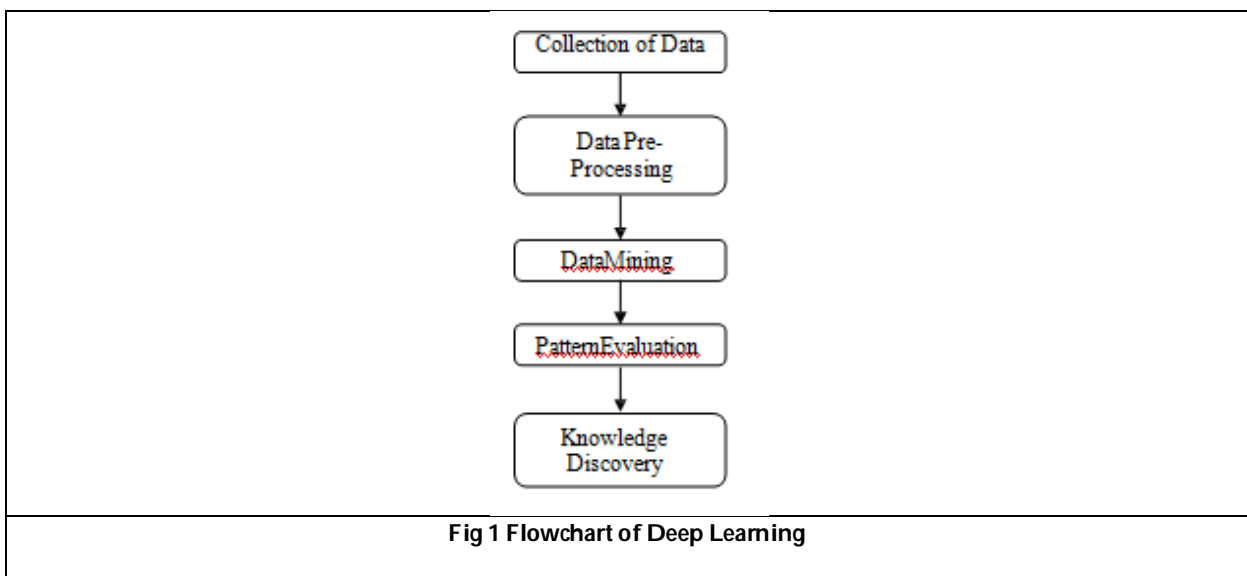 Collection of Data
Data Pre-
Processing
DataMining
PatternEvaluation
Knowledge
Discovery
Fig 1 Flowchart of Deep Learning